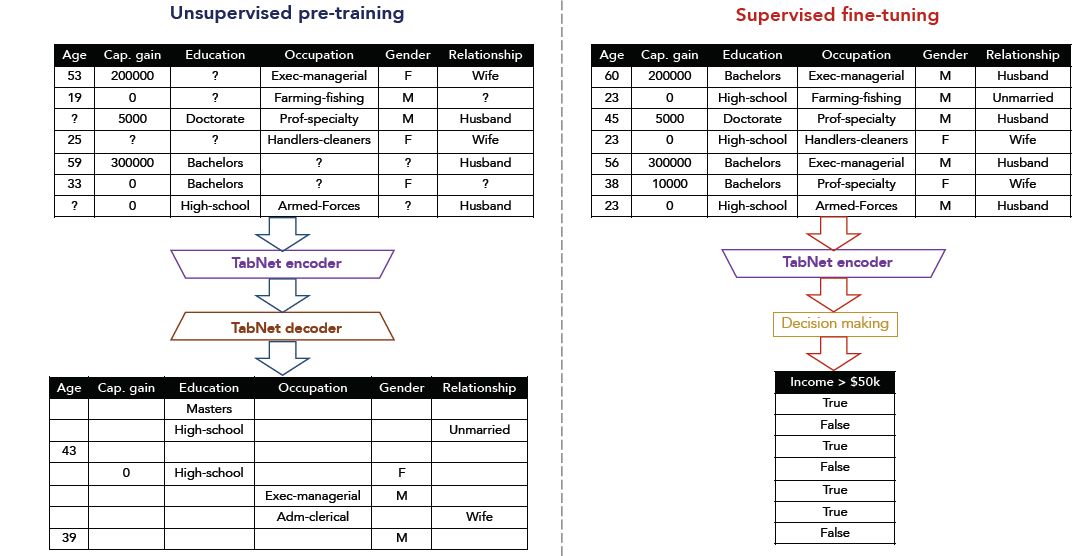 Unsupervised pre-training
Age Cap. gain Education Occupation Gender Relationship
53 200000 ? Exec-managerial F Wife
19 0 ? Farming-fishing M ?
? 5000 Doctorate Prof-specialty M Husband
25 ? ? Handlers-cleaners F Wife
59 300000 Bachelors ? ? Husband
33 0 Bachelors ? F ?
? 0 High-school Armed-Forces ? Husband
TabNet encoder
TabNet decoder
Age Cap. gain Education Occupation Gender Relationship
Masters
High-school Unmarried
43
0 High-school F
Exec-managerial M
Adm-clerical Wife
39 M
Supervised fine-tuning
Age Cap. gain Education Occupation Gender Relationship
60 200000 Bachelors Exec-managerial M Husband
23 0 High-school Farming-fishing M Unmarried
45 5000 Doctorate Prof-specialty M Husband
23 0 High-school Handlers-cleaners F Wife
56 300000 Bachelors Exec-managerial M Husband
38 10000 Bachelors Prof-specialty F Wife
23 0 High-school Armed-Forces M Husband
TabNet encoder
Decision making
Income > $50k
True
False
True
False
True
True
False